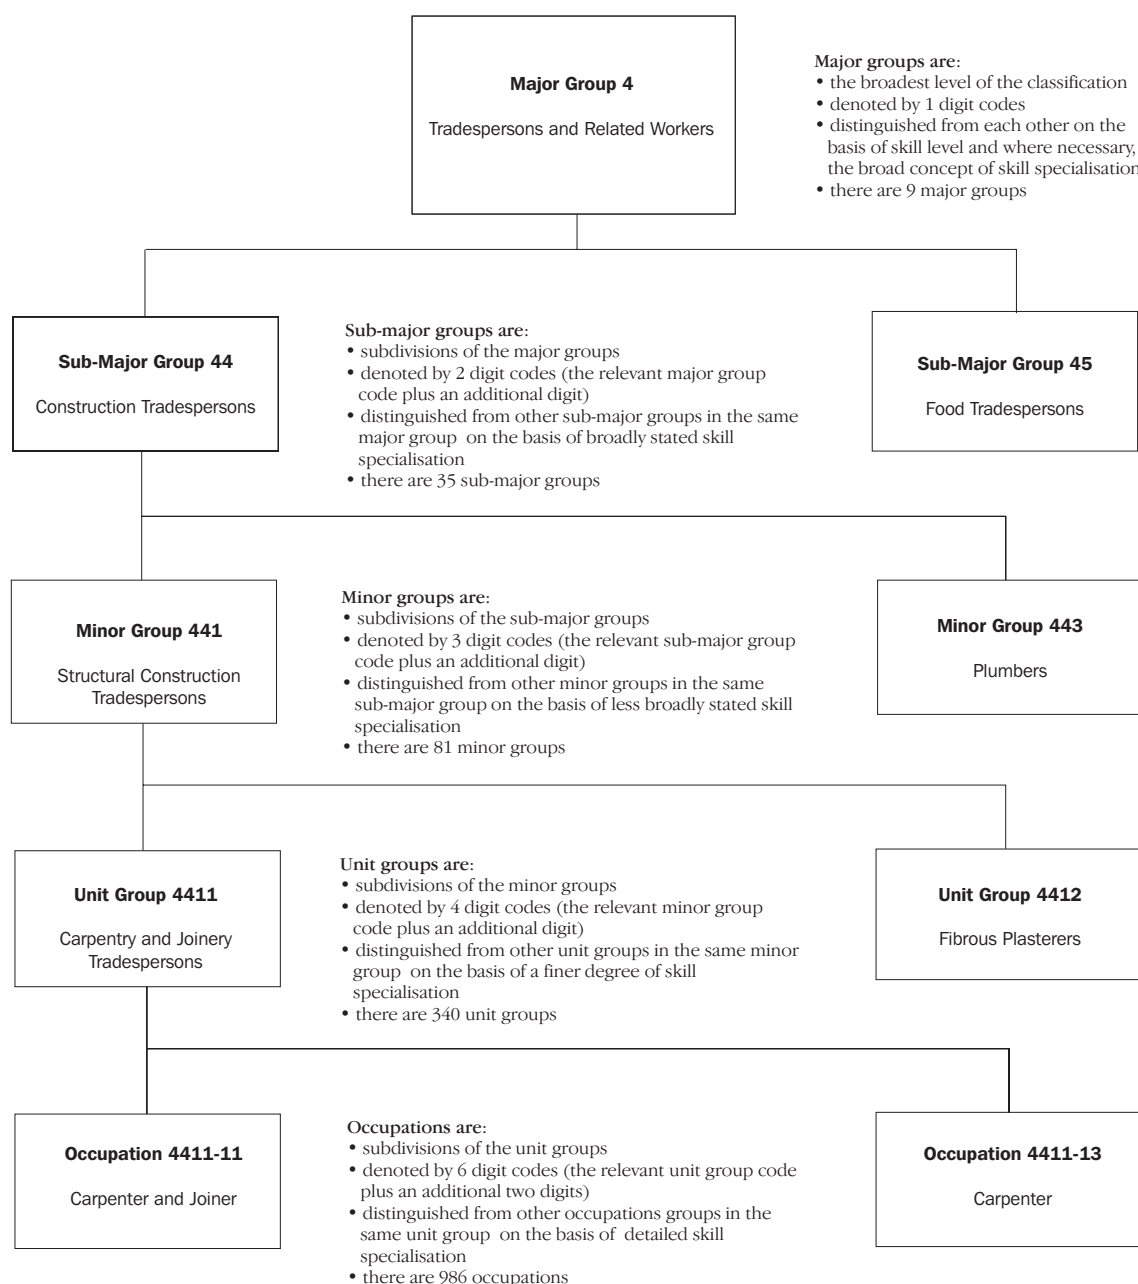 Major Group 4
Tradespersons and Related Workers
Major groups are:
• the broadest level of the classification
• denoted by 1 digit codes
• distinguished from each other on the
basis of skill level and where necessary,
the broad concept of skill specialisation
• there are 9 major groups
Sub-Major Group 44
Construction Tradespersons
Sub-major groups are:
• subdivisions of the major groups
• denoted by 2 digit codes (the relevant major group
code plus an additional digit)
• distinguished from other sub-major groups in the same
major group on the basis of broadly stated skill
specialisation
• there are 35 sub-major groups
Sub-Major Group 45
Food Tradespersons
Minor Group 441
Structural Construction
Tradespersons
Minor groups are:
• subdivisions of the sub-major groups
• denoted by 3 digit codes (the relevant sub-major group
code plus an additional digit)
• distinguished from other minor groups in the same
sub-major group on the basis of less broadly stated skill
specialisation
• there are 81 minor groups
Minor Group 443
Plumbers
Unit Group 4411
Carpentry and Joinery
Tradespersons
Unit groups are:
• subdivisions of the minor groups
• denoted by 4 digit codes (the relevant minor group
code plus an additional digit)
• distinguished from other unit groups in the same minor
group on the basis of a finer degree of skill
specialisation
• there are 340 unit groups
Unit Group 4412
Fibrous Plasterers
Occupation 4411-11
Carpenter and Joiner
Occupations are:
• subdivisions of the unit groups
• denoted by 6 digit codes (the relevant unit group code
plus an additional two digits)
• distinguished from other occupations groups in the
same unit group on the basis of detailed skill
specialisation
• there are 986 occupations
Occupation 4411-13
Carpenter